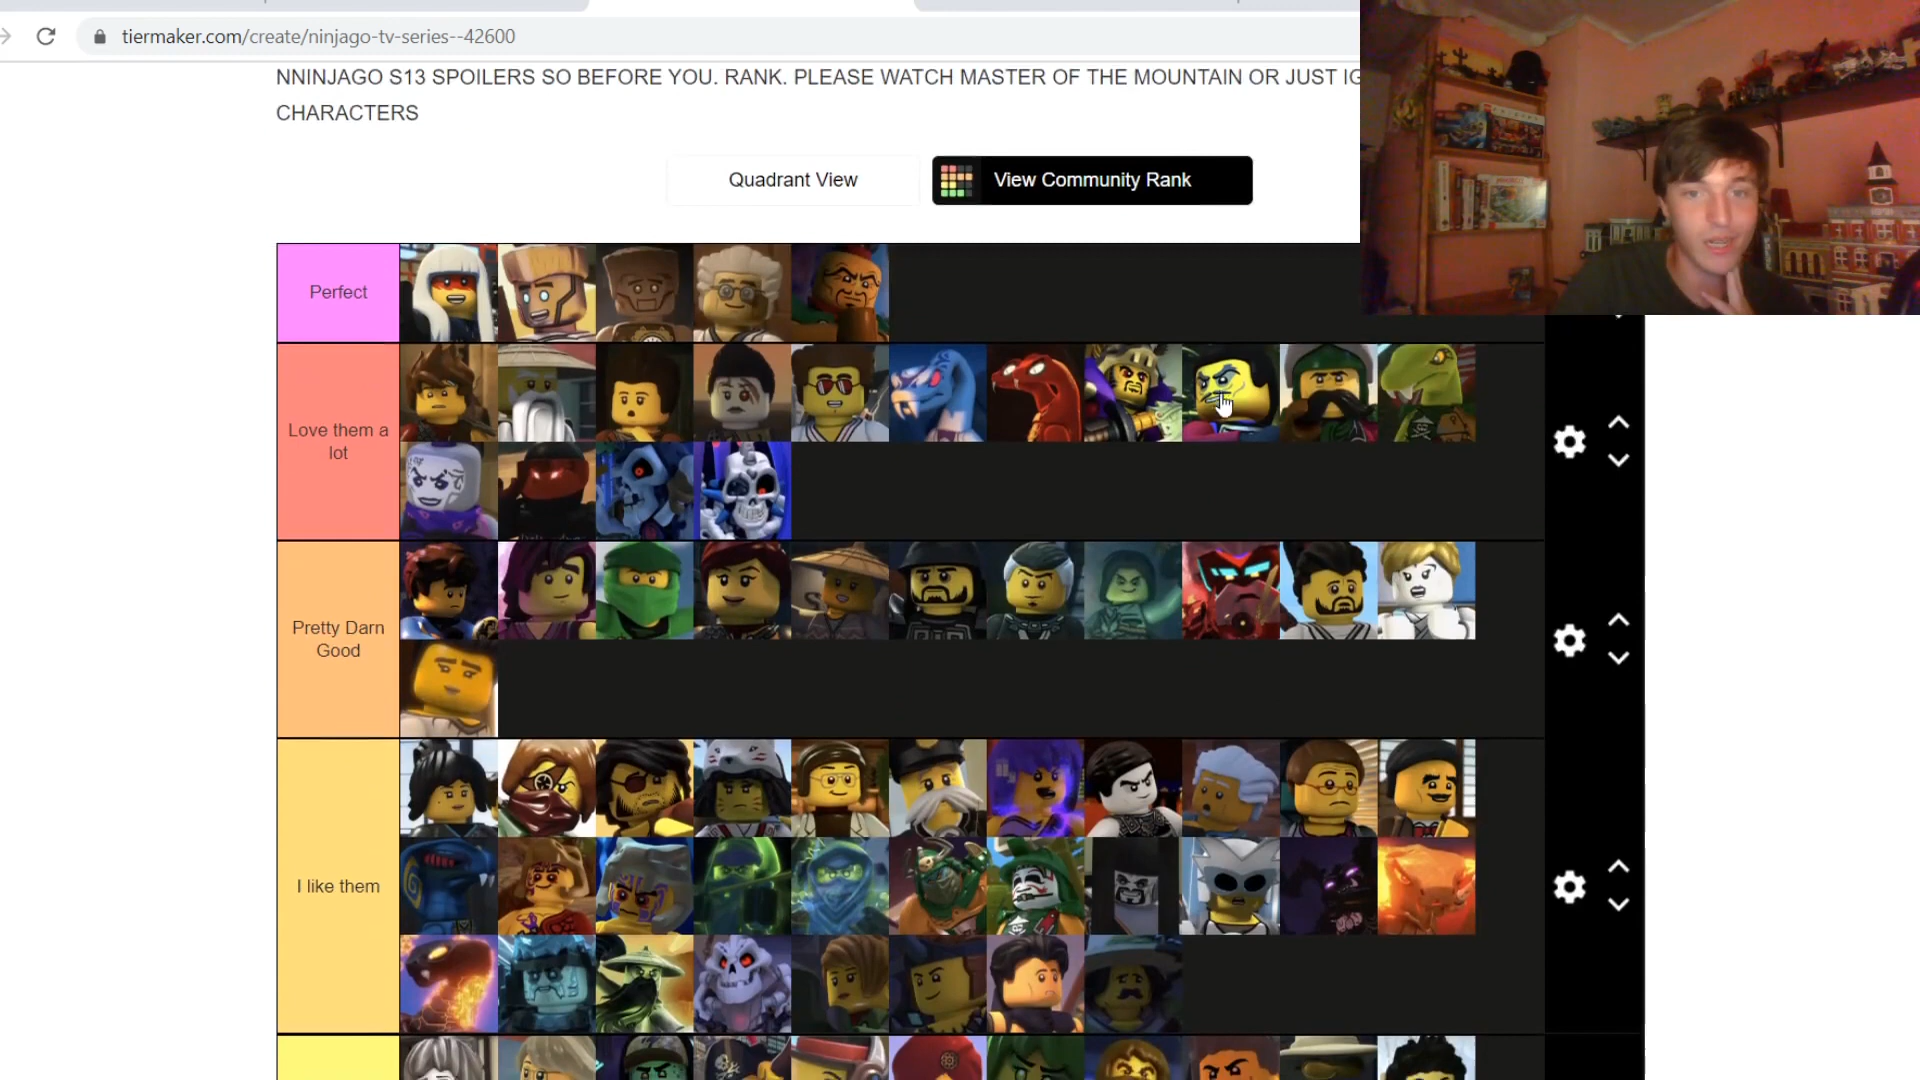 tiermaker.com/create/ninjago-tv-series--42600
NNINJAGO S13 SPOILERS SO BEFORE YOU. RANK. PLEASE WATCH MASTER OF THE MOUNTAIN OR JUST IG
CHARACTERS
Quadrant View
View Community Rank
Perfect
Love them a
lot
Pretty Darn
Good
I like them